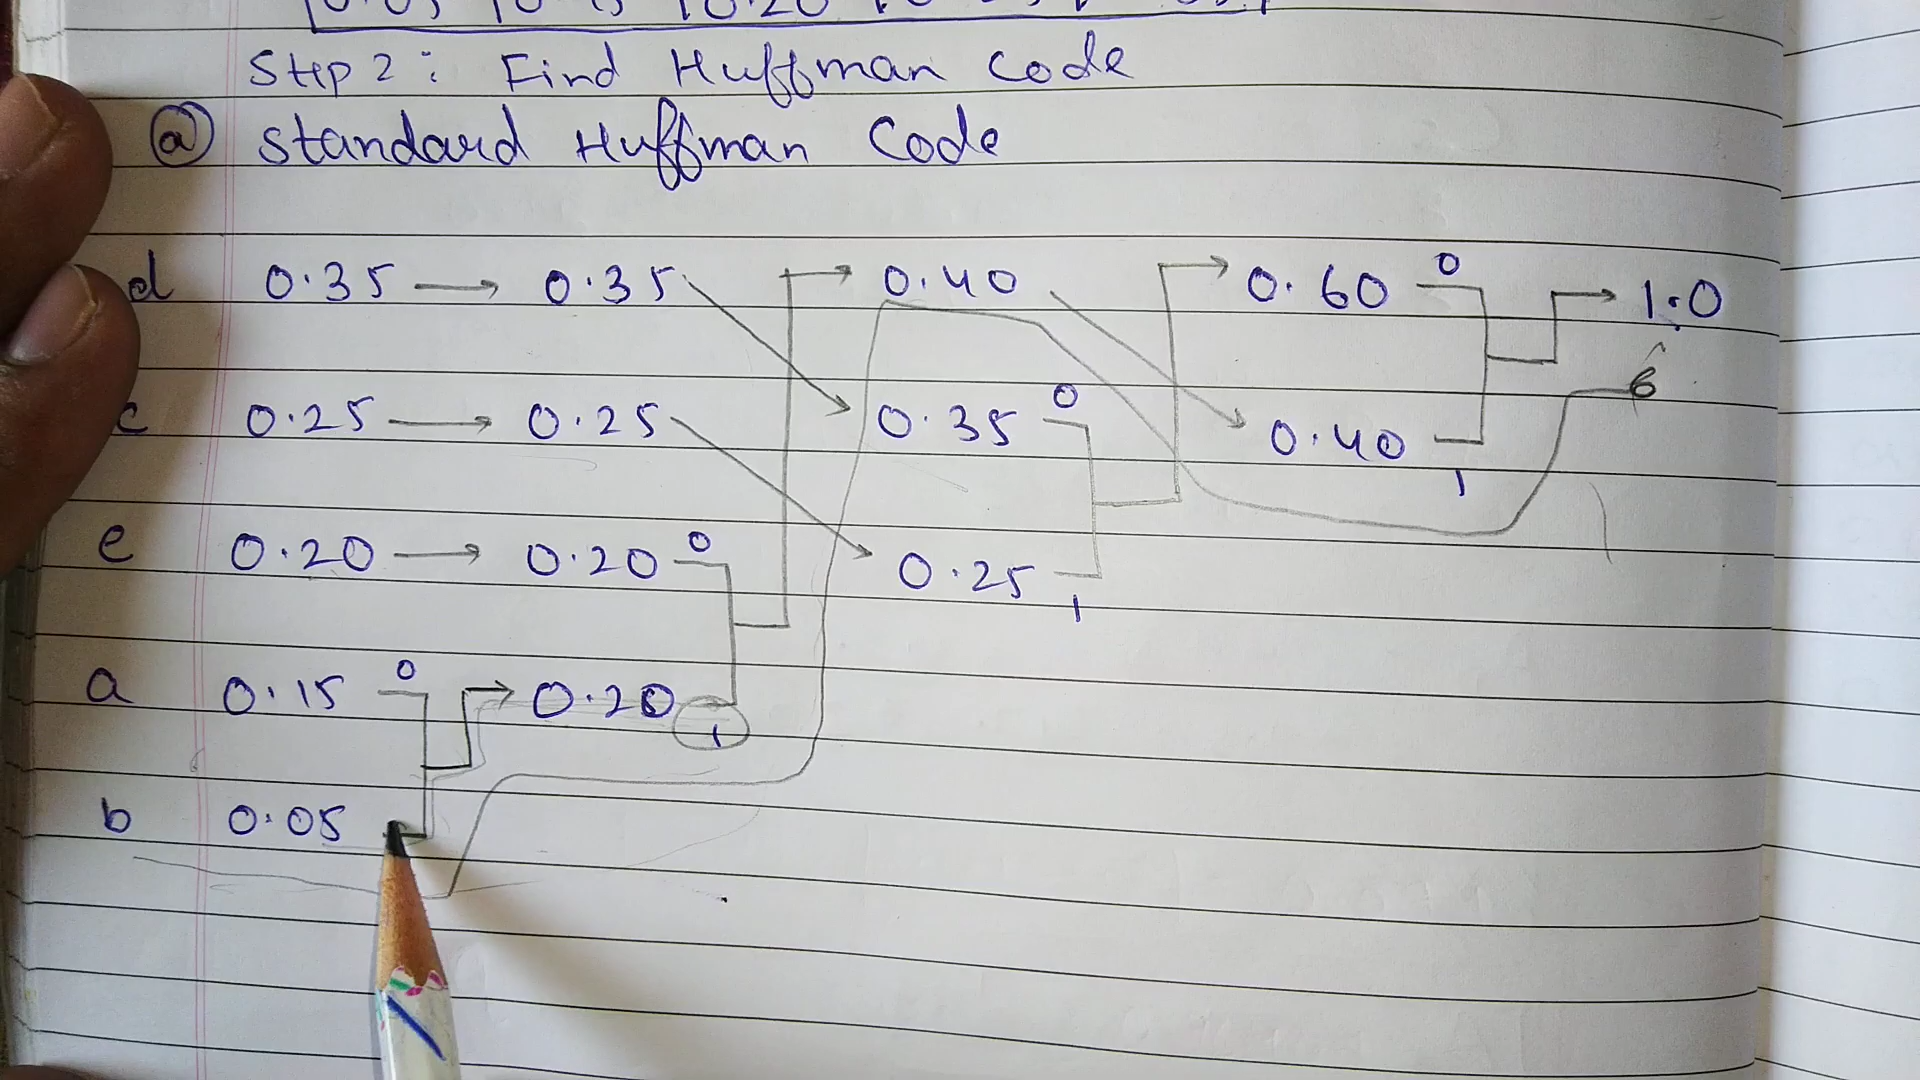 Step 2: Find Huffman Code
(a) Standard Huffman Code
d 0.35 → 0.35 → 0.40 → 0.60 0 → 1.0
c 0.25 → 0.25 0.35 0 0.40 1
e 0.20 → 0.20 0 0.25 1
a 0.15 0 → 0.20 1
b 0.05